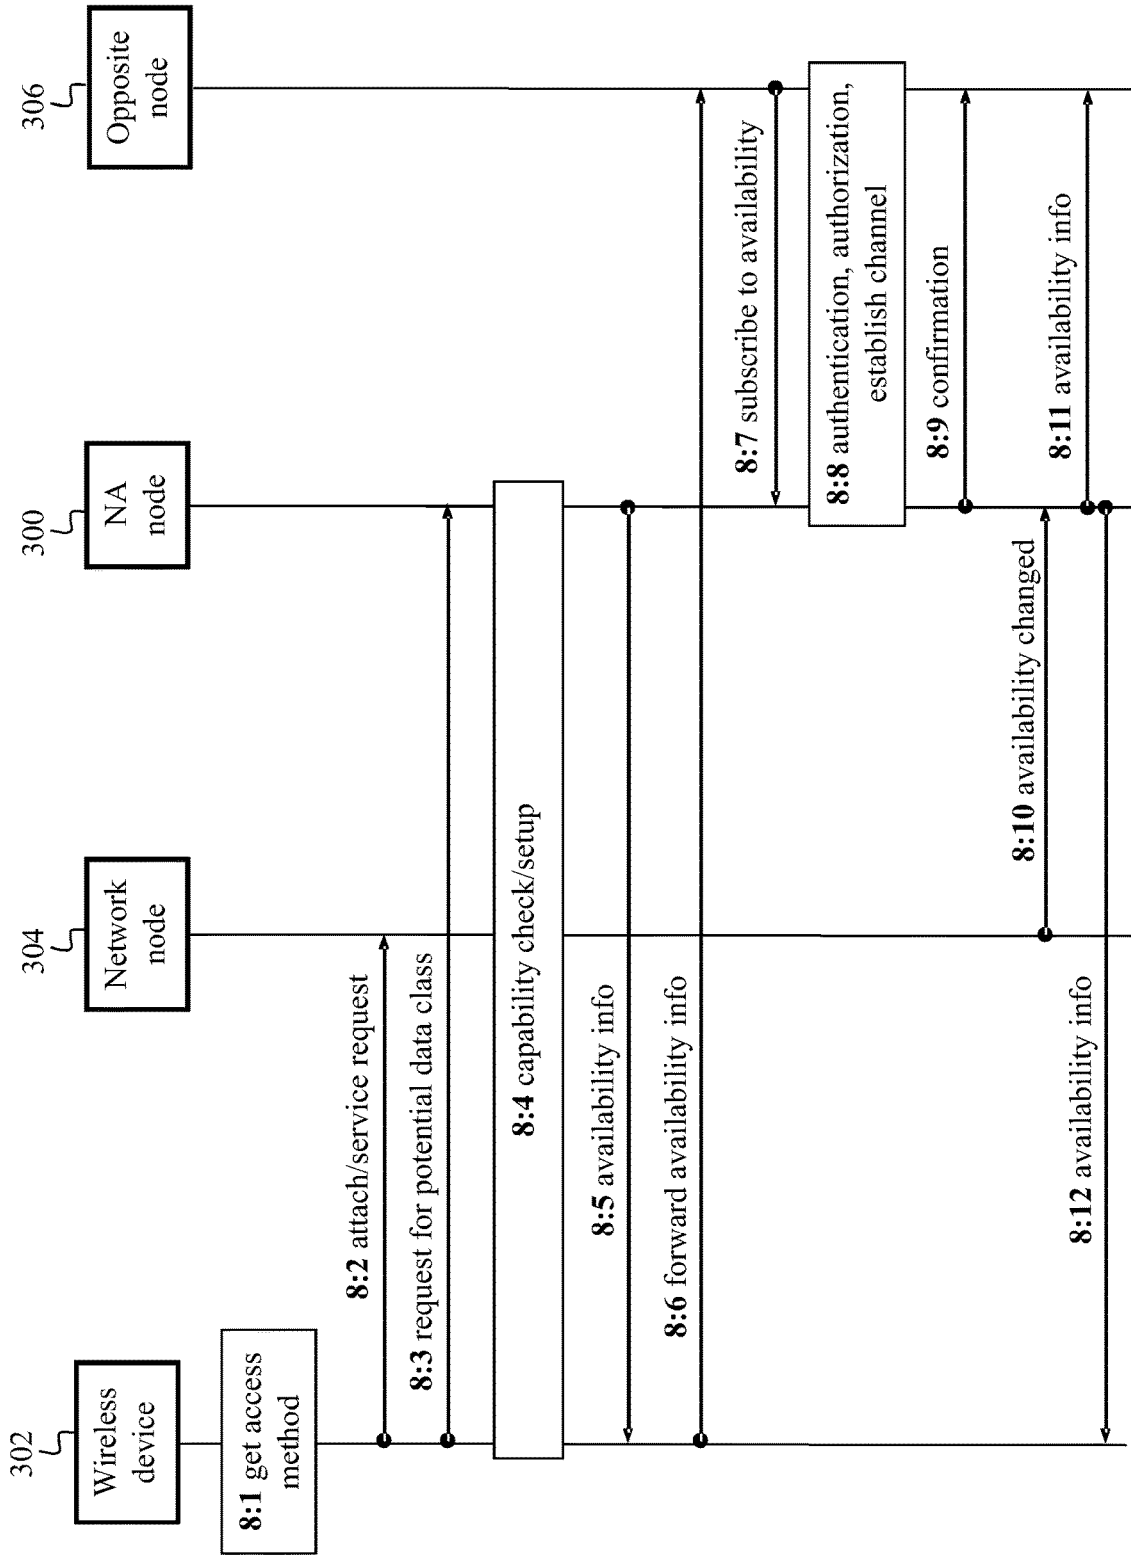 302
Wireless
device
304
Network
node
300
NA
node
306
Opposite
node
8:1 get access
method
8:2 attach/service request
8:3 request for potential data class
8:4 capability check/setup
8:5 availability info
8:6 forward availability info
8:7 subscribe to availability
8:8 authentication, authorization,
establish channel
8:9 confirmation
8:10 availability changed
8:11 availability info
8:12 availability info